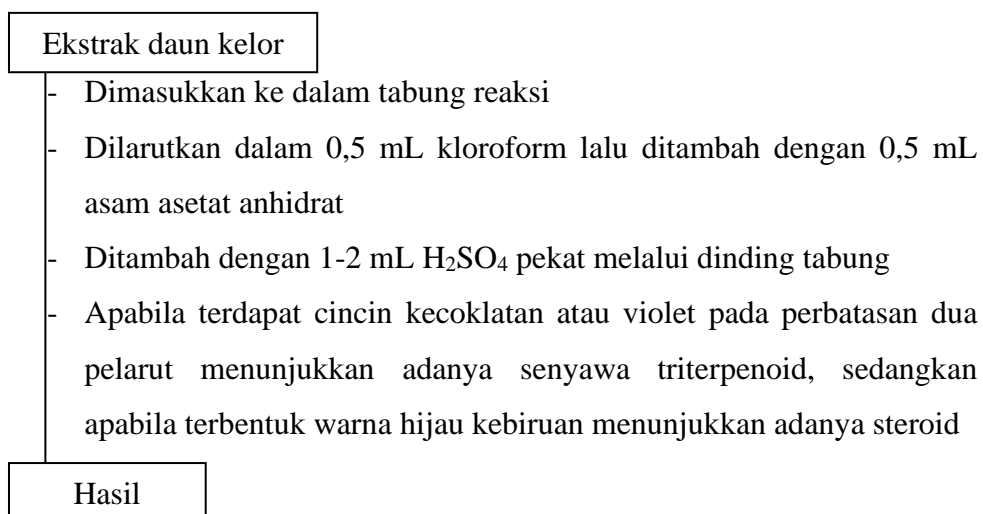 Ekstrak daun kelor
- Dimasukkan ke dalam tabung reaksi
- Dilarutkan dalam 0,5 mL kloroform lalu ditambah dengan 0,5 mL
asam asetat anhidrat
- Ditambah dengan 1-2 mL H₂SO₄ pekat melalui dinding tabung
- Apabila terdapat cincin kecoklatan atau violet pada perbatasan dua
pelarut menunjukkan adanya senyawa triterpenoid, sedangkan
apabila terbentuk warna hijau kebiruan menunjukkan adanya steroid
Hasil